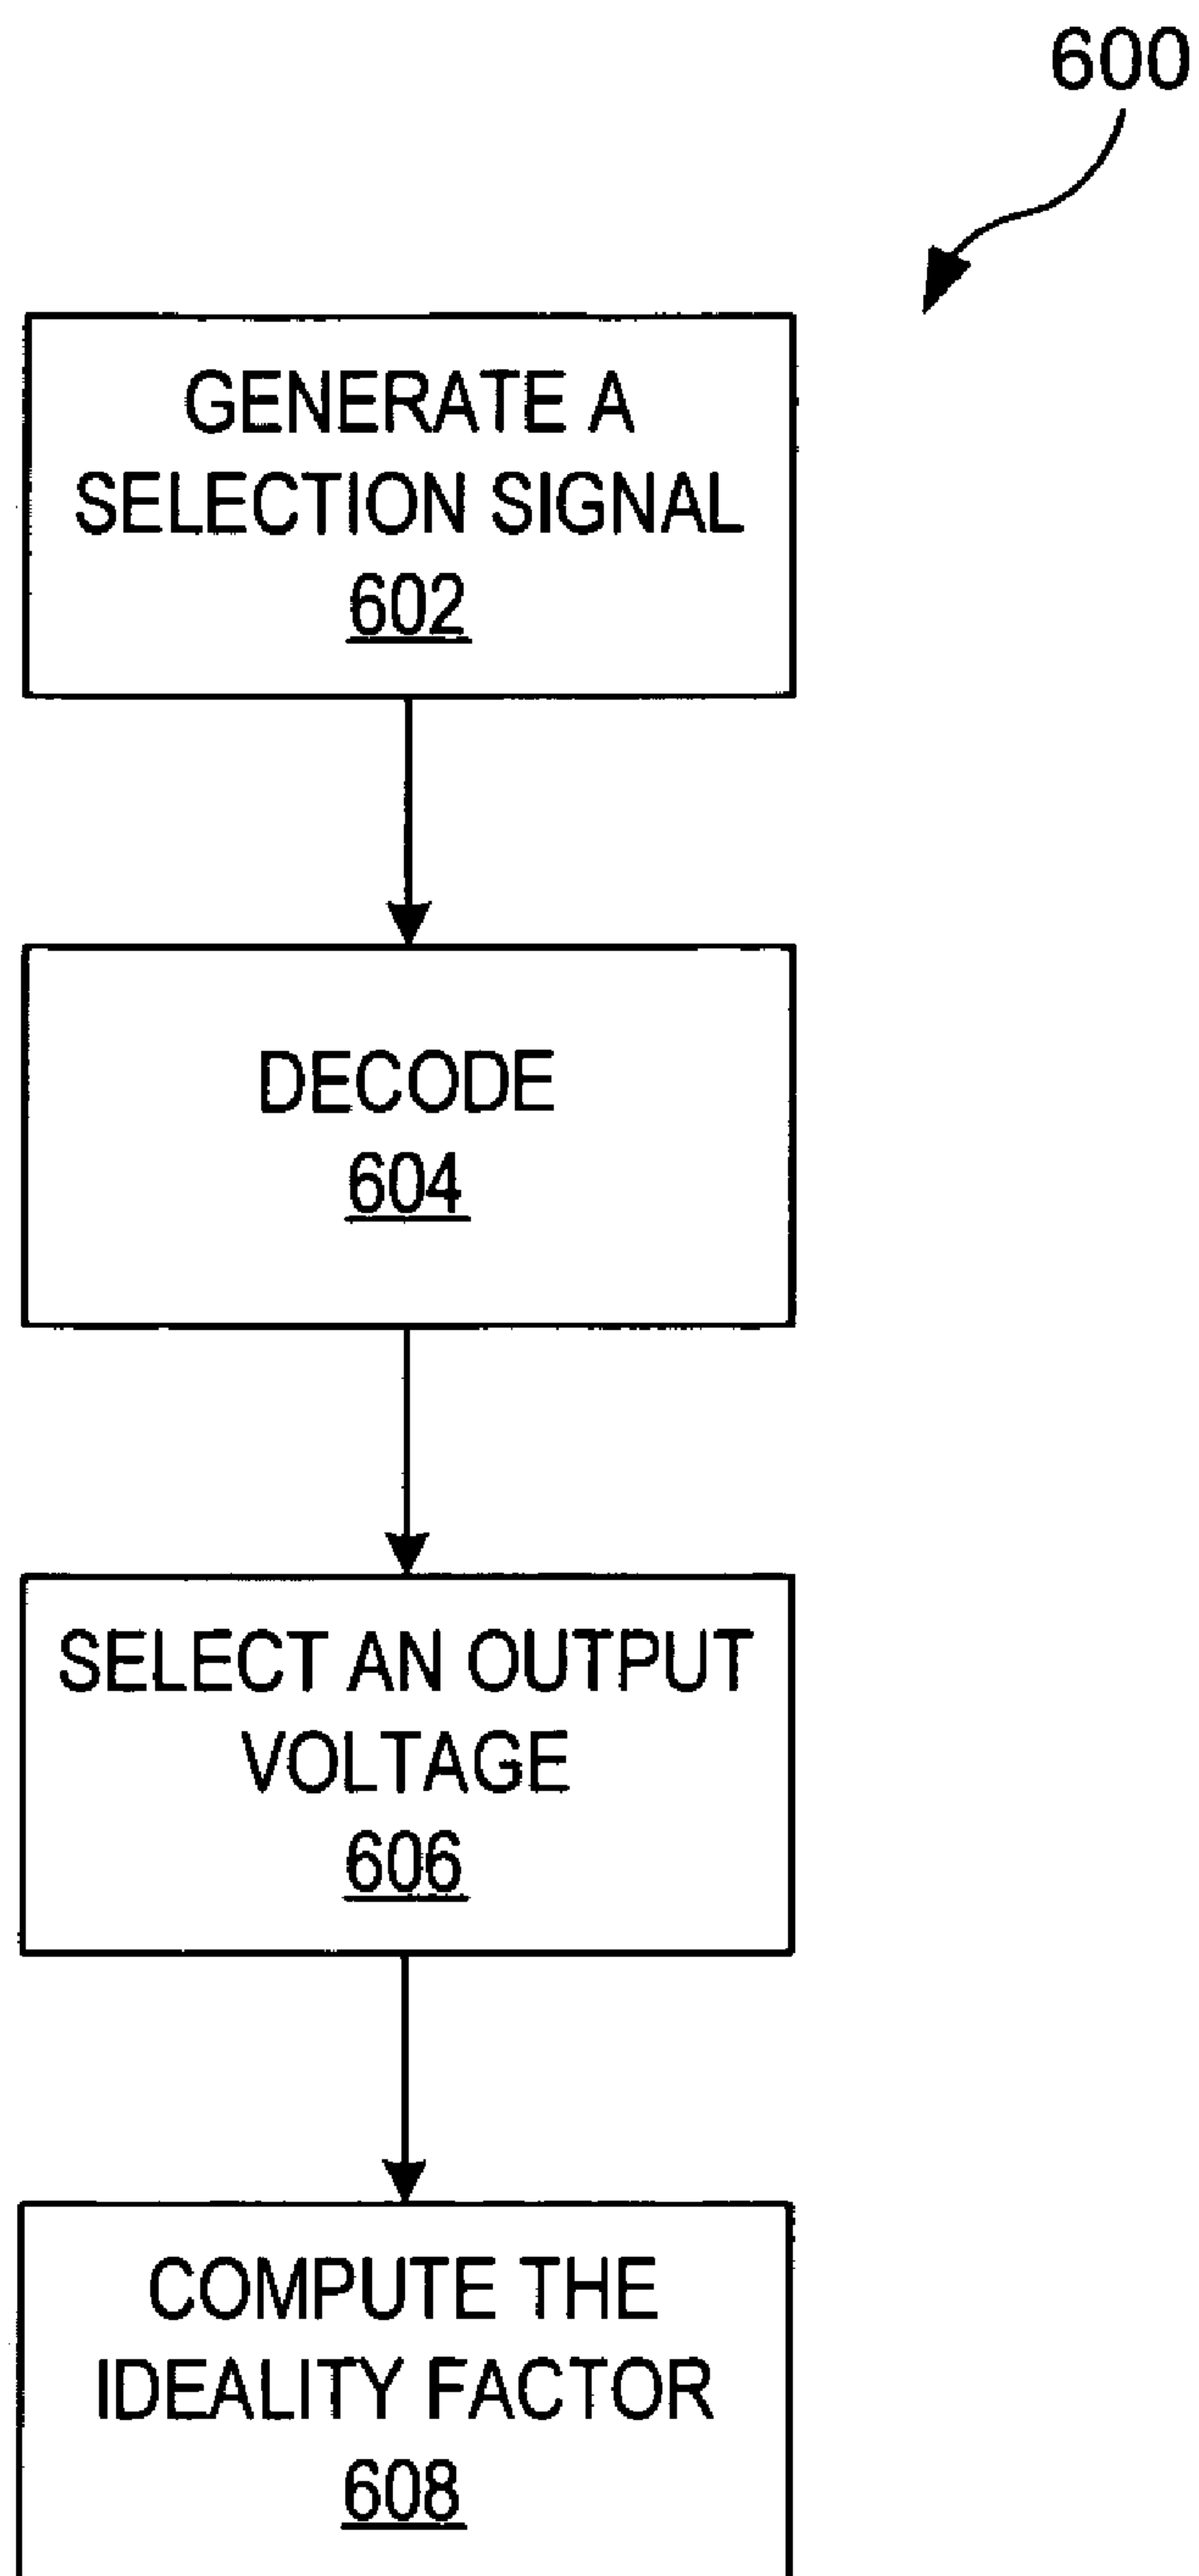 600
GENERATE A
SELECTION SIGNAL
602
DECODE
604
SELECT AN OUTPUT
VOLTAGE
606
COMPUTE THE
IDEALITY FACTOR
608